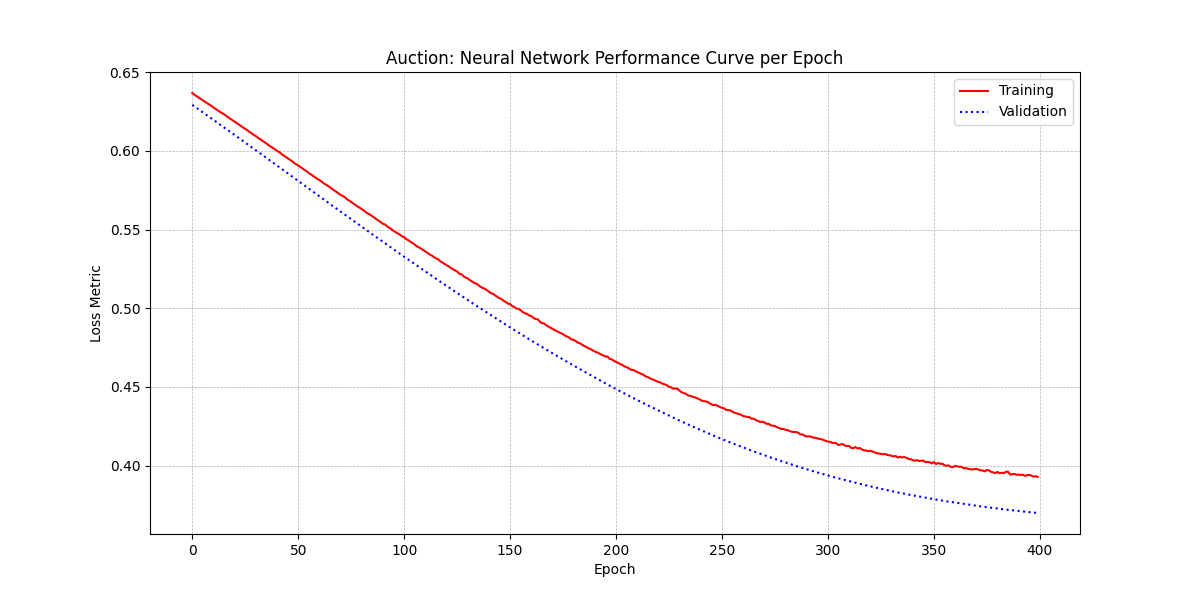 Auction: Neural Network Performance Curve per Epoch
Training
Validation
Loss Metric
0.65
0.60
0.55
0.50
0.45
0.40
0 50 100 150 200 250 300 350 400
Epoch